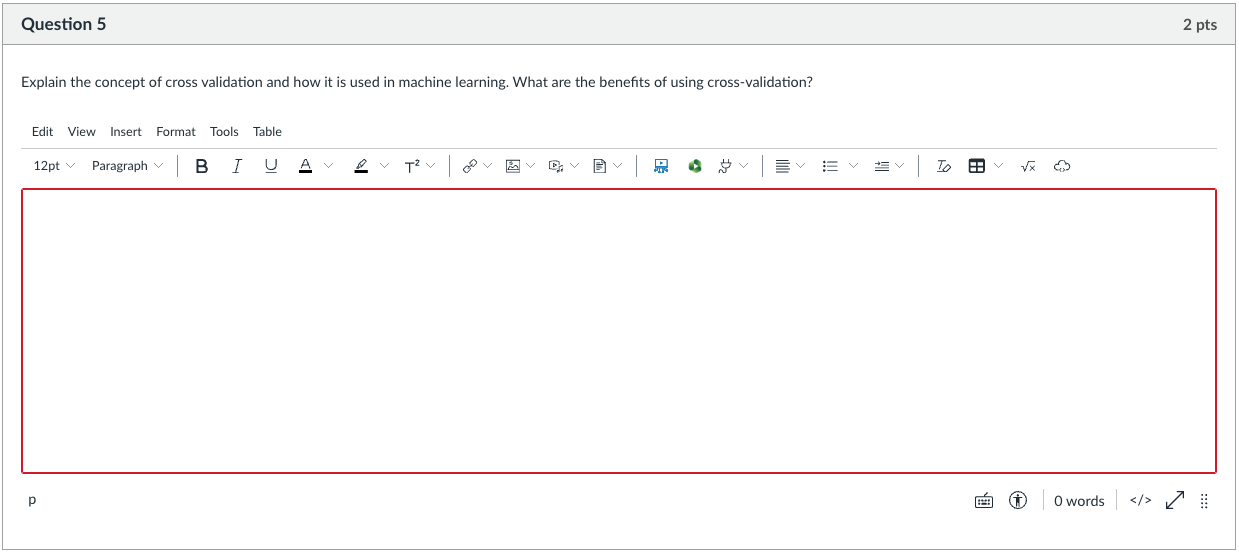 Question 5
2 pts
Explain the concept of cross validation and how it is used in machine learning. What are the benefits of using cross-validation?
Edit View Insert Format Tools Table
12pt Paragraph B I U A T²
p
0 words </>